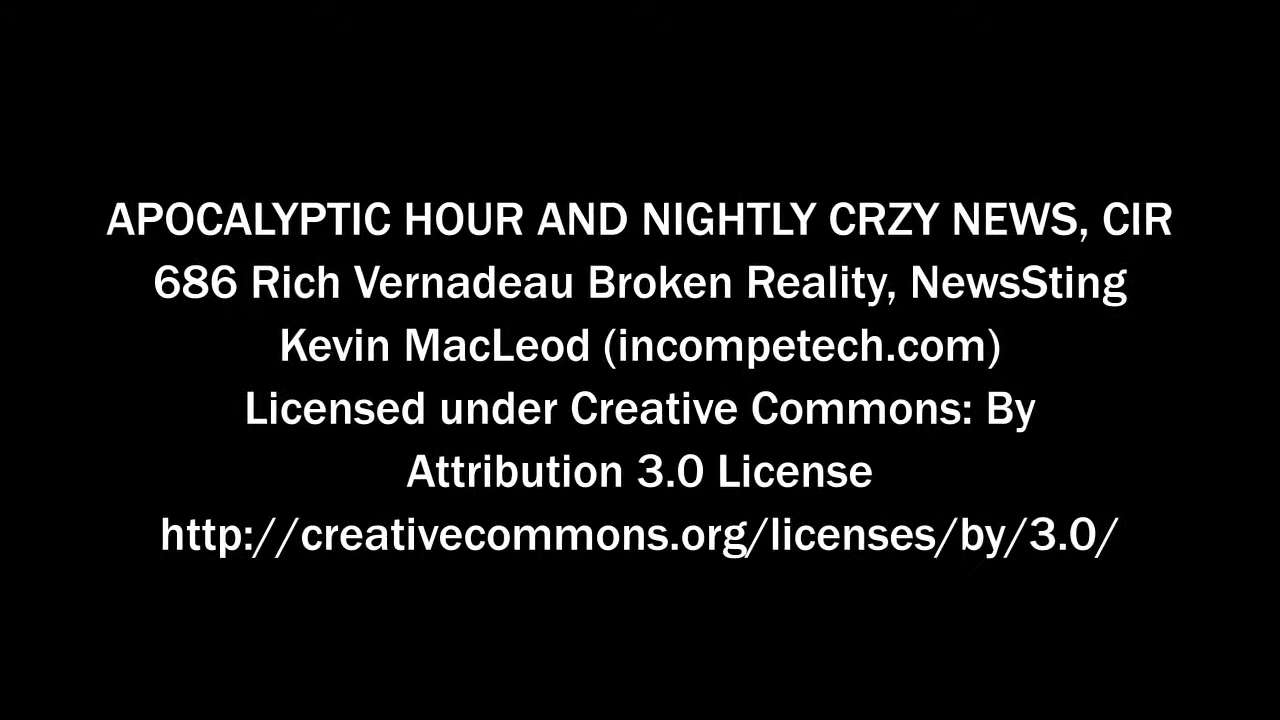 APOCALYPTIC HOUR AND NIGHTLY CRZY NEWS, CIR
686 Rich Vernadeau Broken Reality, NewsSting
Kevin MacLeod (incompetech.com)
Licensed under Creative Commons: By
Attribution 3.0 License
http://creativecommons.org/licenses/by/3.0/